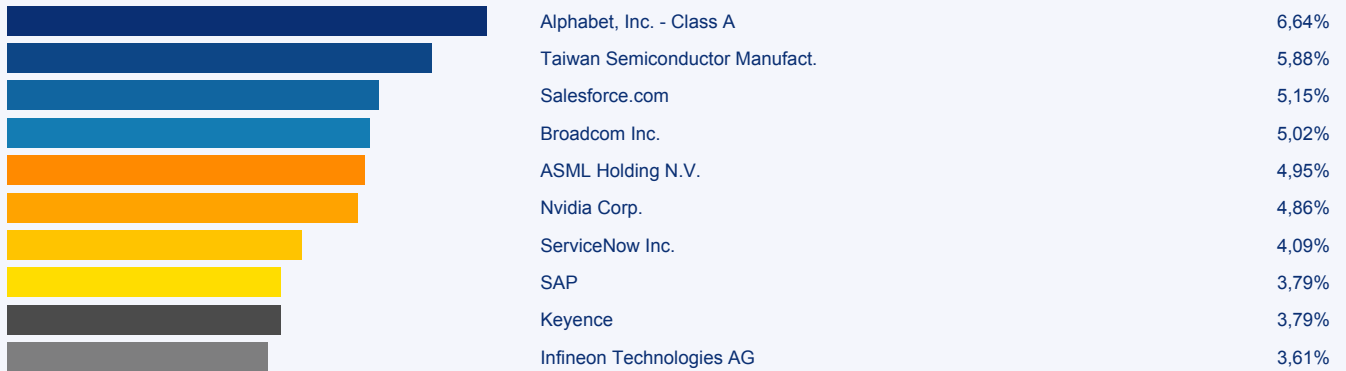 Alphabet, Inc. - Class A 6,64%
Taiwan Semiconductor Manufact. 5,88%
Salesforce.com 5,15%
Broadcom Inc. 5,02%
ASML Holding N.V. 4,95%
Nvidia Corp. 4,86%
ServiceNow Inc. 4,09%
SAP 3,79%
Keyence 3,79%
Infineon Technologies AG 3,61%